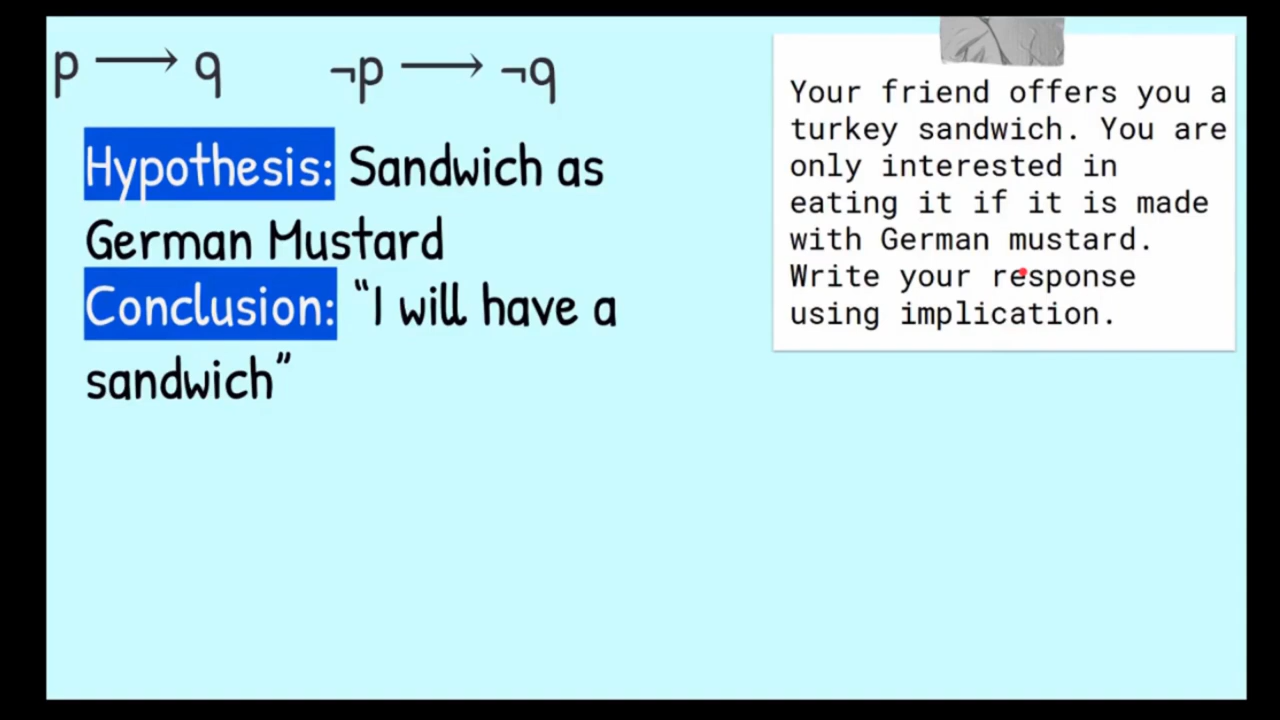 p ⟶ q
¬p ⟶ ¬q
Hypothesis: Sandwich as
German Mustard
Conclusion: “I will have a
sandwich”
Your friend offers you a
turkey sandwich. You are
only interested in
eating it if it is made
with German mustard.
Write your response
using implication.